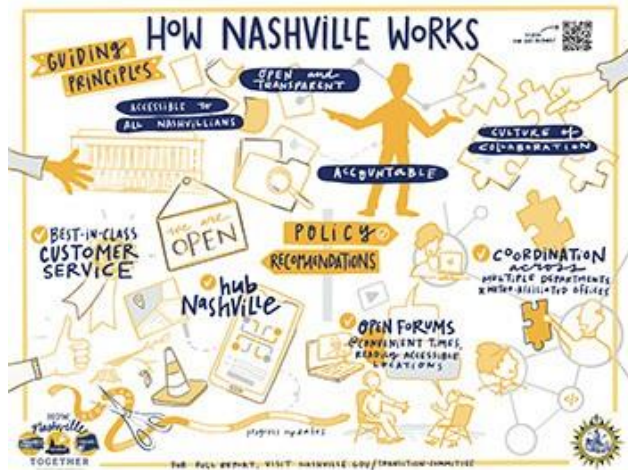 HOW NASHVILLE WORKS
GUIDING
PRINCIPLES
OPEN and
TRANSPARENT
ACCESSIBLE to
ALL NASHVILLIANS
CULTURE of
COLLABORATION
ACCOUNTABLE
we are
OPEN
POLICY
RECOMMENDATIONS
BEST-IN-CLASS
CUSTOMER
SERVICE
hub
NASHVILLE
COORDINATION
across
MULTIPLE DEPARTMENTS
& METRO-AFFILIATED OFFICES
OPEN FORUMS
@CONVENIENT TIMES,
READILY ACCESSIBLE
LOCATIONS
progress updates
HOW
Nashville
TOGETHER
FOR FULL REPORT, VISIT NASHVILLE.GOV/TRANSITION-COMMITTEE